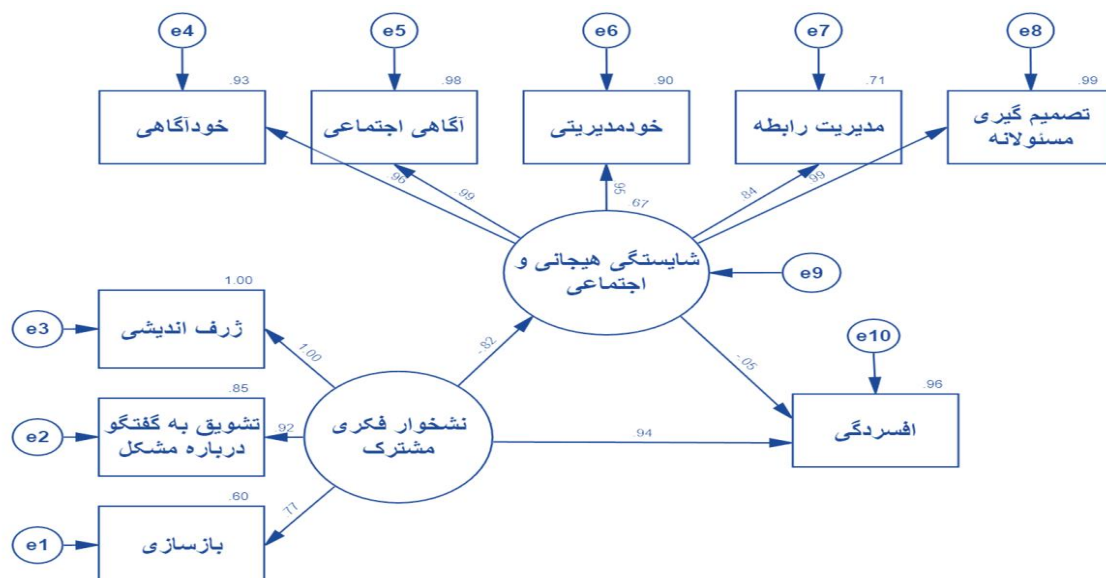 e4
e5
e6
e7
e8
.93
.98
.90
.71
.99
خودآگاهی
آگاهی اجتماعی
خودمدیریتی
مدیریت رابطه
تصمیم گیری
مسئولانه
.96
.99
.95
.84
.99
.67
شایستگی هیجانی و
اجتماعی
e9
1.00
e3
ژرف اندیشی
1.00
-.82
-.05
e10
.96
افسردگی
.85
e2
تشویق به گفتگو
درباره مشکل
.92
نشخوار فکری
مشترک
.94
.60
.77
e1
بازسازی